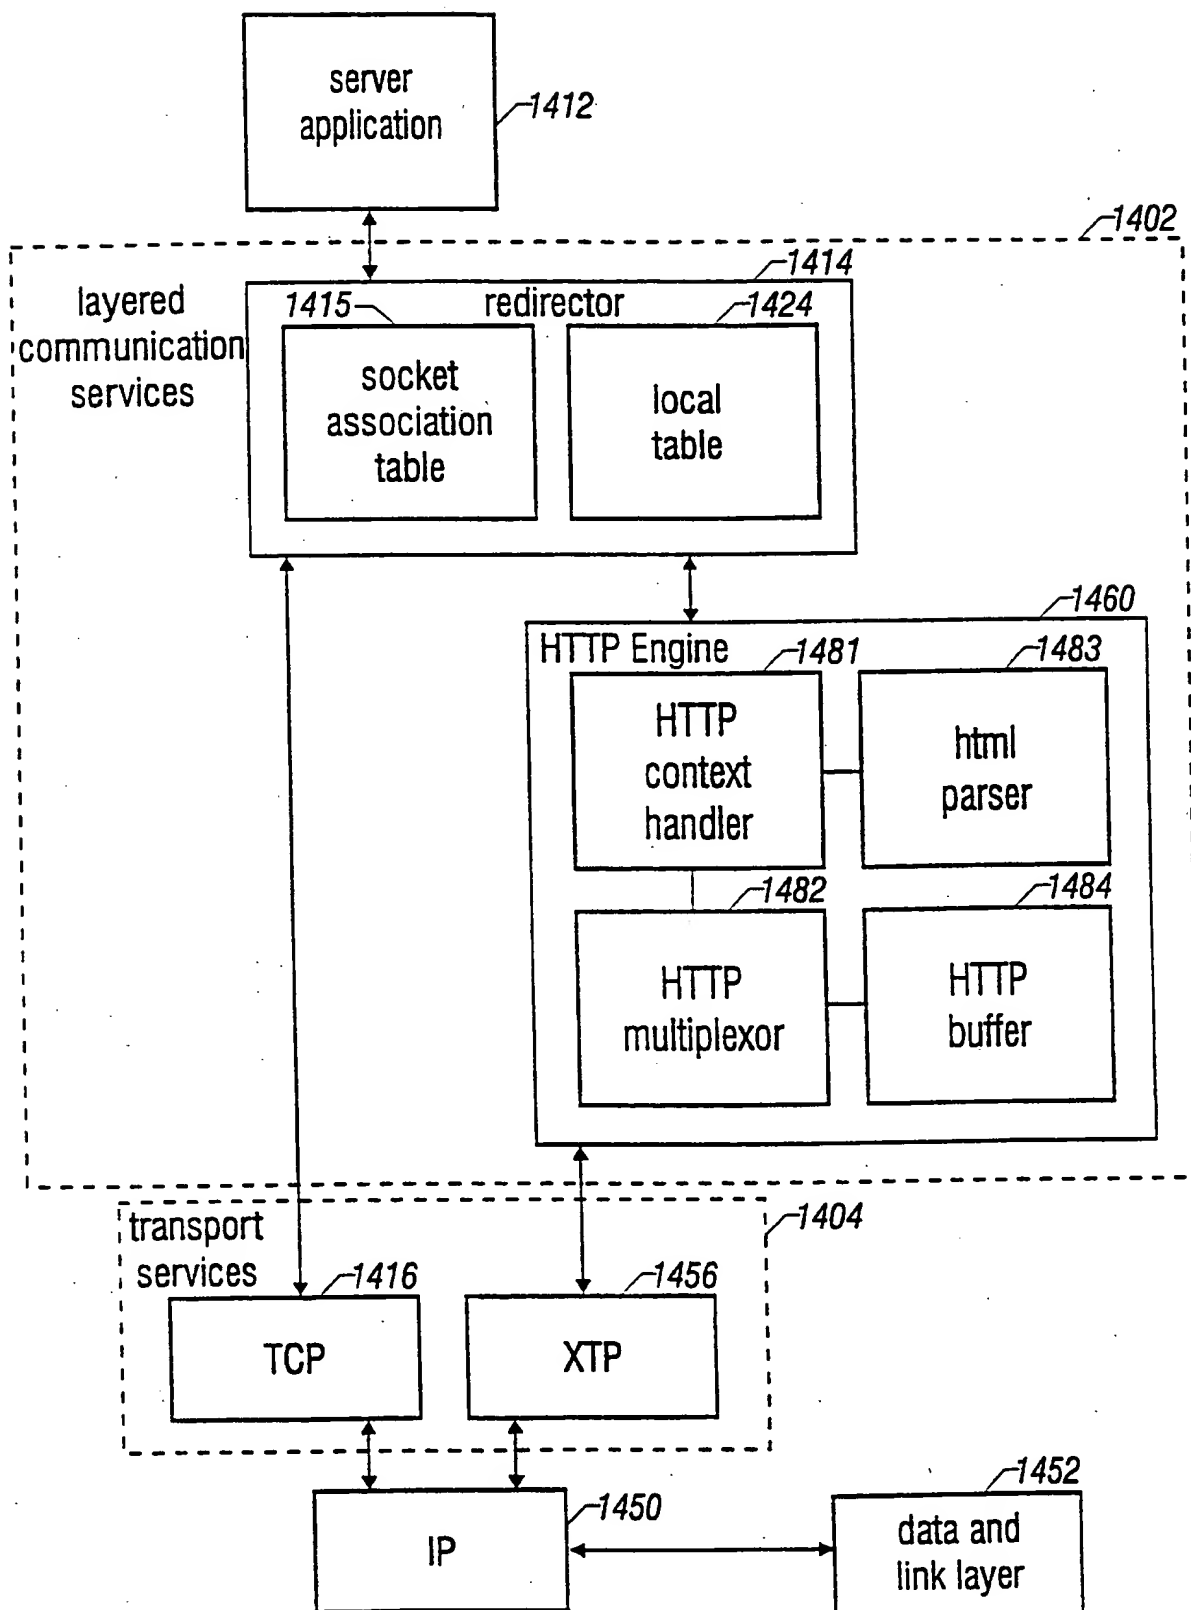 server
application
1412
1402
1414
layered
communication
services
redirector
1415
1424
socket
association
table
local
table
1460
HTTP Engine
1481
1483
HTTP
context
handler
html
parser
1482
1484
HTTP
multiplexor
HTTP
buffer
1404
transport
services
1416
1456
TCP
XTP
1450
1452
IP
data and
link layer